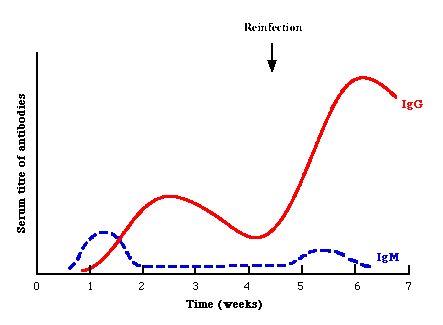 Reinfection
Serum titre of antibodies
IgG
IgM
0 1 2 3 4 5 6 7
Time (weeks)